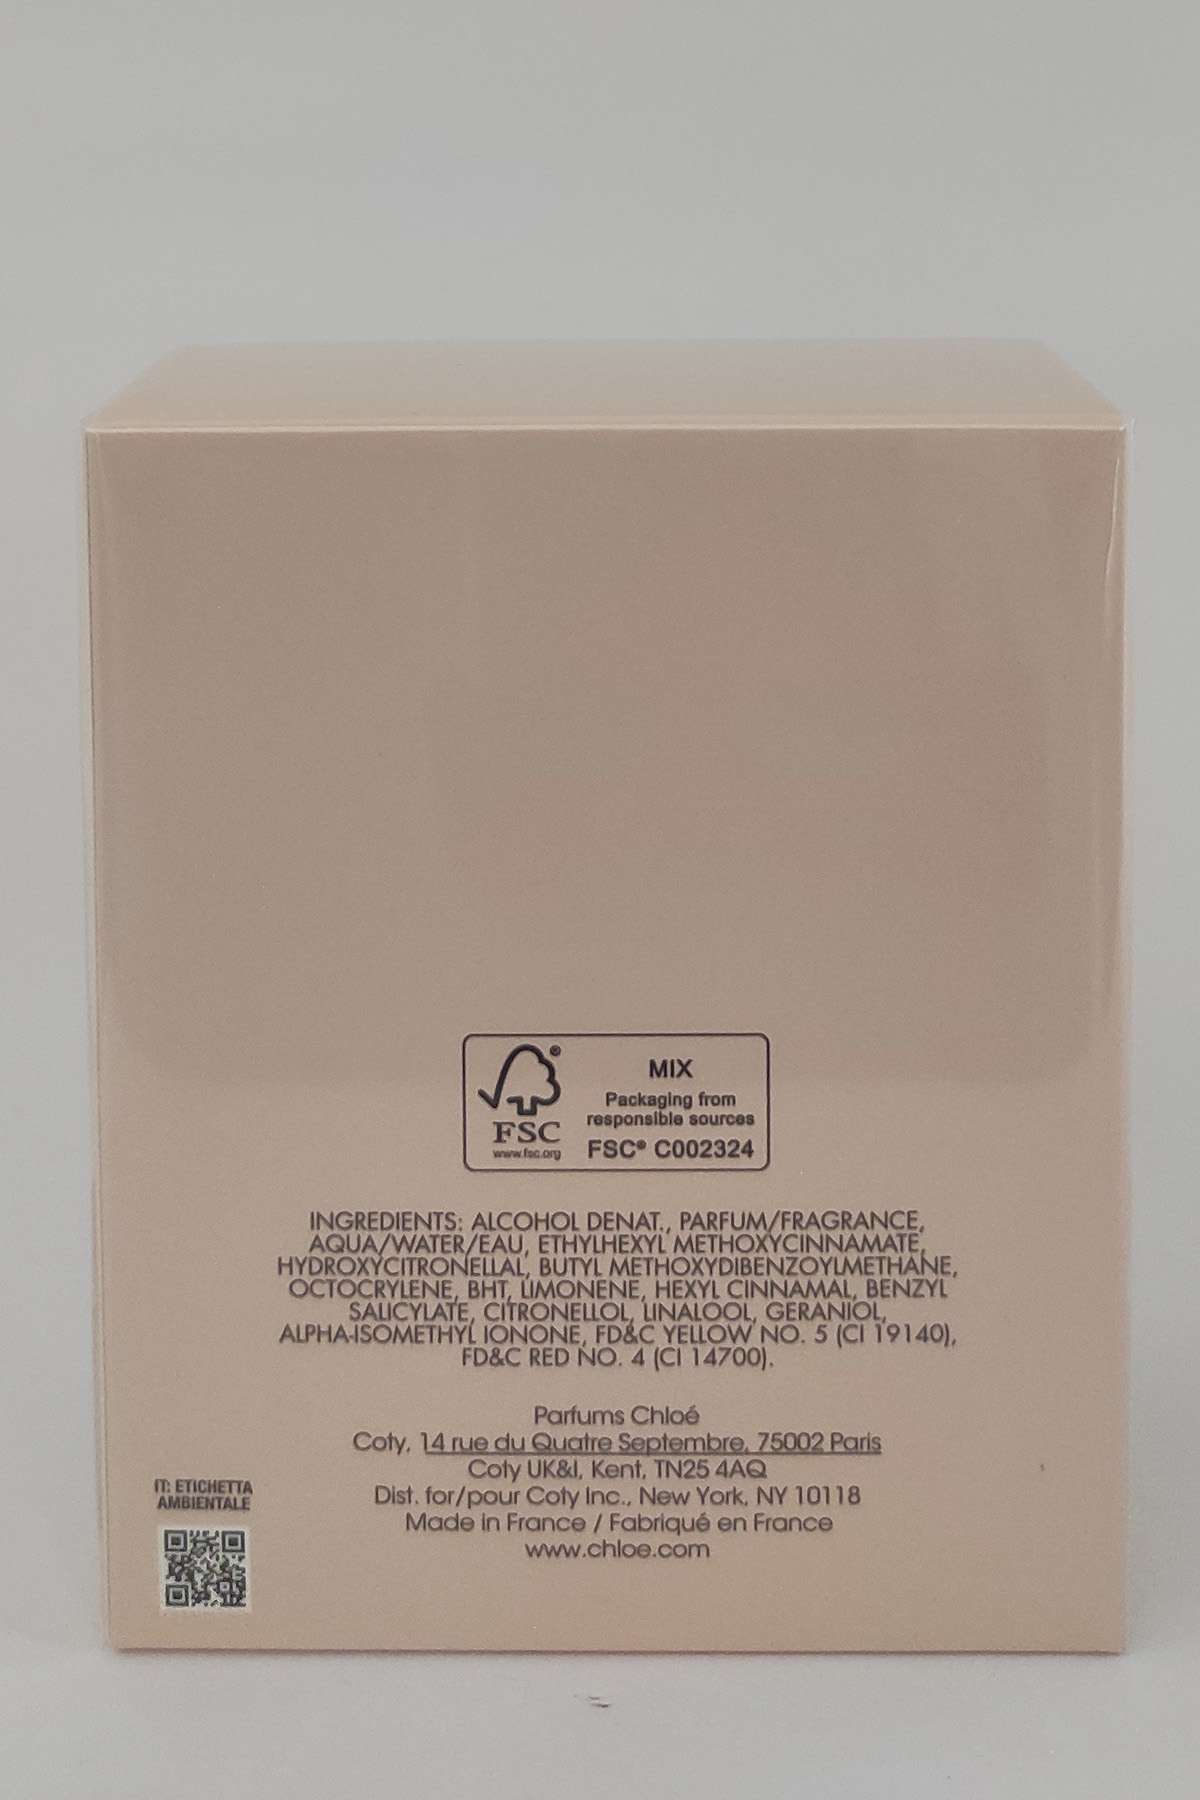 MIX
Packaging from
responsible sources
FSC® C002324
®
FSC
www.fsc.org
INGREDIENTS: ALCOHOL DENAT., PARFUM/FRAGRANCE,
AQUA/WATER/EAU, ETHYLHEXYL METHOXYCINNAMATE,
HYDROXYCITRONELLAL, BUTYL METHOXYDIBENZOYLMETHANE,
OCTOCRYLENE, BHT, LIMONENE, HEXYL CINNAMAL, BENZYL
SALICYLATE, CITRONELLOL, LINALOOL, GERANIOL,
ALPHA-ISOMETHYL IONONE, FD&C YELLOW NO. 5 (CI 19140),
FD&C RED NO. 4 (CI 14700).
Parfums Chloé
Coty, 14 rue du Quatre Septembre, 75002 Paris
Coty UK&I, Kent, TN25 4AQ
Dist. for/pour Coty Inc., New York, NY 10118
Made in France / Fabriqué en France
www.chloe.com
IT: ETICHETTA
AMBIENTALE